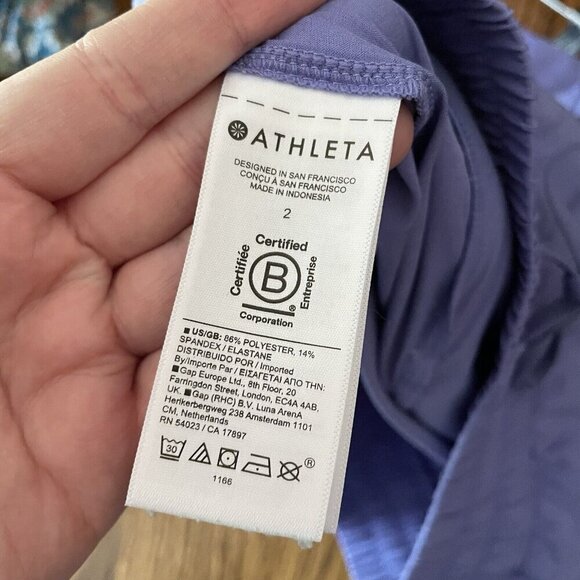 ATHLETA
DESIGNED IN SAN FRANCISCO
CONÇU À SAN FRANCISCO
MADE IN INDONESIA
2
Certified
Certifiée
B
Entreprise
®
Corporation
■ US/GB: 86% POLYESTER, 14%
SPANDEX / ELASTANE
DISTRIBUIDO POR / Imported
By/Importe Par / ΕΙΣΑΓΕΤΑΙ ΑΠΟ ΤΗΝ:
■ Gap Europe Ltd., 8th Floor, 20
Farringdon Street, London, EC4A 4AB,
UK. ■ Gap (RHC) B.V. Luna ArenA
Herikerbergweg 238 Amsterdam 1101
CM, Netherlands
RN 54023 / CA 17897
30
®
1166